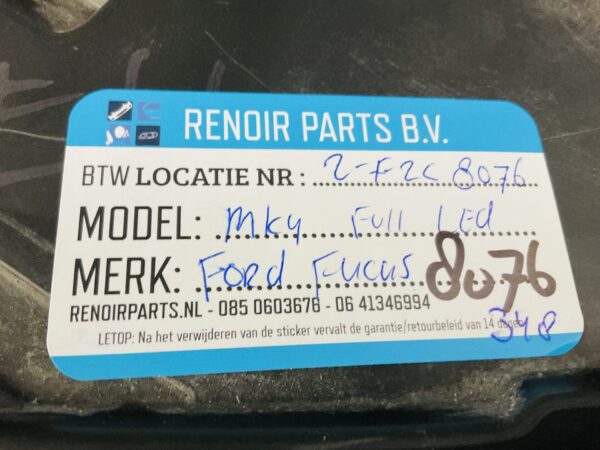 RENOIR PARTS B.V.
BTW LOCATIE NR : 2-F2C 8076
MODEL: MK4 Full LED
MERK: Ford Fucus 8076
RENOIRPARTS.NL - 085 0603676 - 06 41346994
LETOP: Na het verwijderen van de sticker vervalt de garantie/retourbeleid van 14 dagen
348